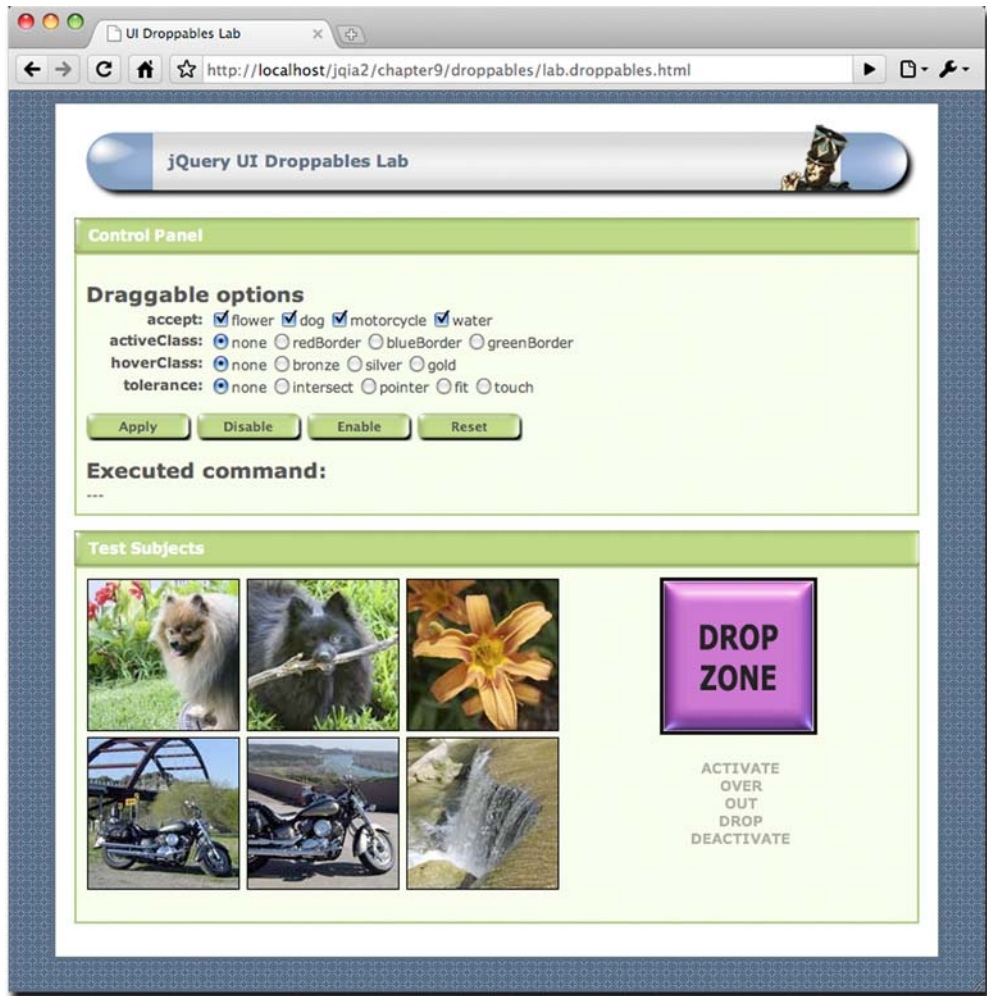 UI Droppables Lab
http://localhost/jqia2/chapter9/droppables/lab.droppables.html
jQuery UI Droppables Lab
Control Panel
Draggable options
accept: flower dog motorcycle water
activeClass: none redBorder blueBorder greenBorder
hoverClass: none bronze silver gold
tolerance: none intersect pointer fit touch
Apply Disable Enable Reset
Executed command:
---
Test Subjects
DROP
ZONE
ACTIVATE
OVER
OUT
DROP
DEACTIVATE